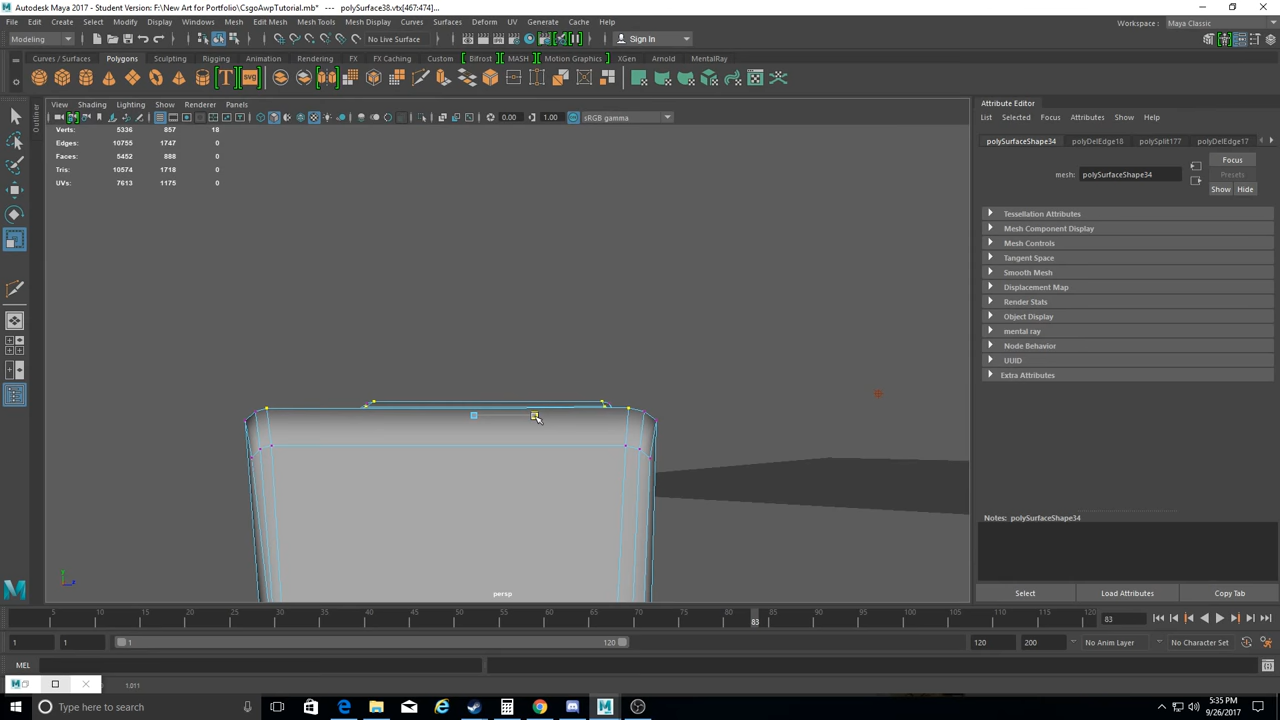 Autodesk Maya 2017 - Student Version: F:\New Art for Portfolio\CsgoAwpTutorial.mb* --- polySurface38.vtx[467:474]...
File Edit Create Select Modify Display Windows Mesh Edit Mesh Mesh Tools Mesh Display Curves Surfaces Deform UV Generate Cache Help
Workspace : Maya Classic
Modeling No Live Surface Sign In
Curves / Surfaces Polygons Sculpting Rigging Animation Rendering FX FX Caching Custom Bifrost MASH Motion Graphics XGen Arnold MentalRay
View Shading Lighting Show Renderer Panels
0.00 1.00 sRGB gamma
Outliner
Verts: 5336 857 18
Edges: 10755 1747 0
Faces: 5452 888 0
Tris: 10574 1718 0
UVs: 7613 1175 0
persp
Attribute Editor
List Selected Focus Attributes Show Help
polySurfaceShape34 polyDelEdge18 polySplit177 polyDelEdge17
mesh: polySurfaceShape34
Focus
Presets
Show Hide
Tessellation Attributes
Mesh Component Display
Mesh Controls
Tangent Space
Smooth Mesh
Displacement Map
Render Stats
Object Display
mental ray
Node Behavior
UUID
Extra Attributes
Notes: polySurfaceShape34
Select Load Attributes Copy Tab
5 10 15 20 25 30 35 40 45 50 55 60 65 70 75 80 83 85 90 95 100 105 110 115 120 83
1 1 1 120 120 200 No Anim Layer No Character Set
MEL
1.011
Type here to search
5:35 PM
9/26/2017